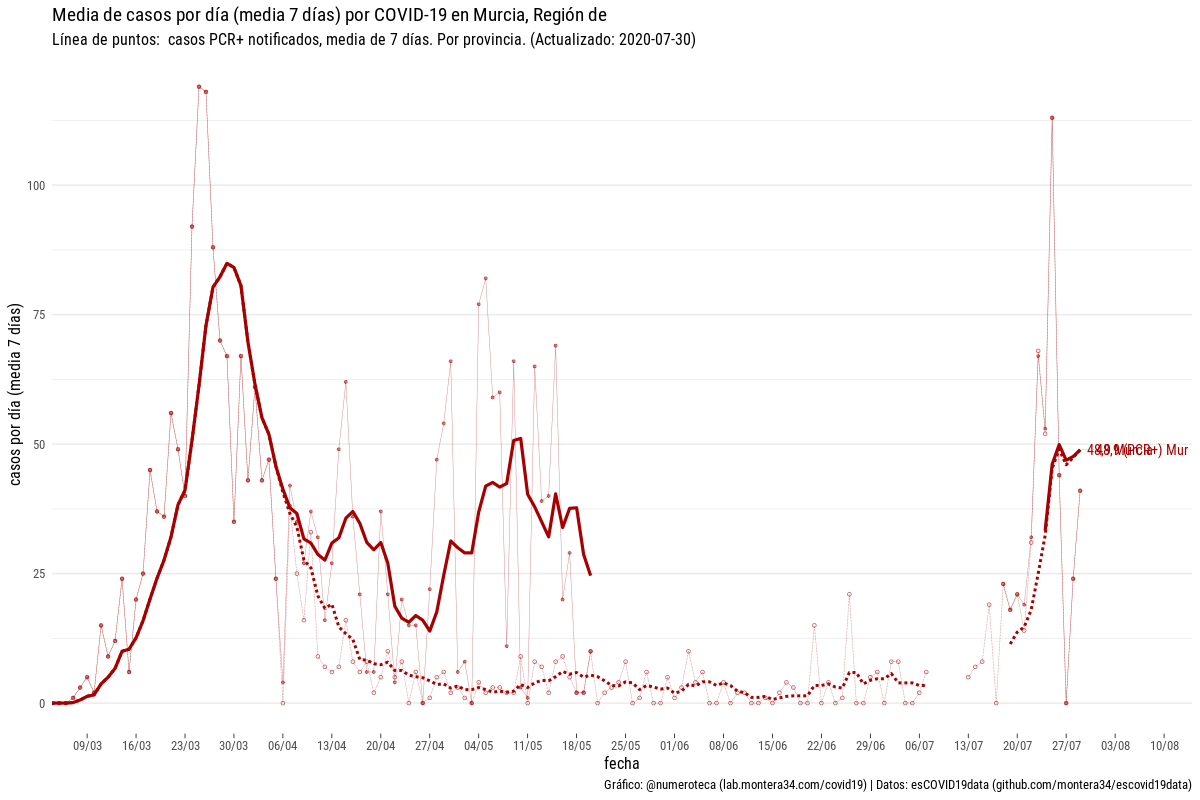 Media de casos por día (media 7 días) por COVID-19 en Murcia, Región de
Línea de puntos:  casos PCR+ notificados, media de 7 días. Por provincia. (Actualizado: 2020-07-30)
casos por día (media 7 días)
100
75
50
25
0
09/03 16/03 23/03 30/03 06/04 13/04 20/04 27/04 04/05 11/05 18/05 25/05 01/06 08/06 15/06 22/06 29/06 06/07 13/07 20/07 27/07 03/08 10/08
fecha
Gráfico: @numeroteca (lab.montera34.com/covid19) | Datos: esCOVID19data (github.com/montera34/escovid19data)